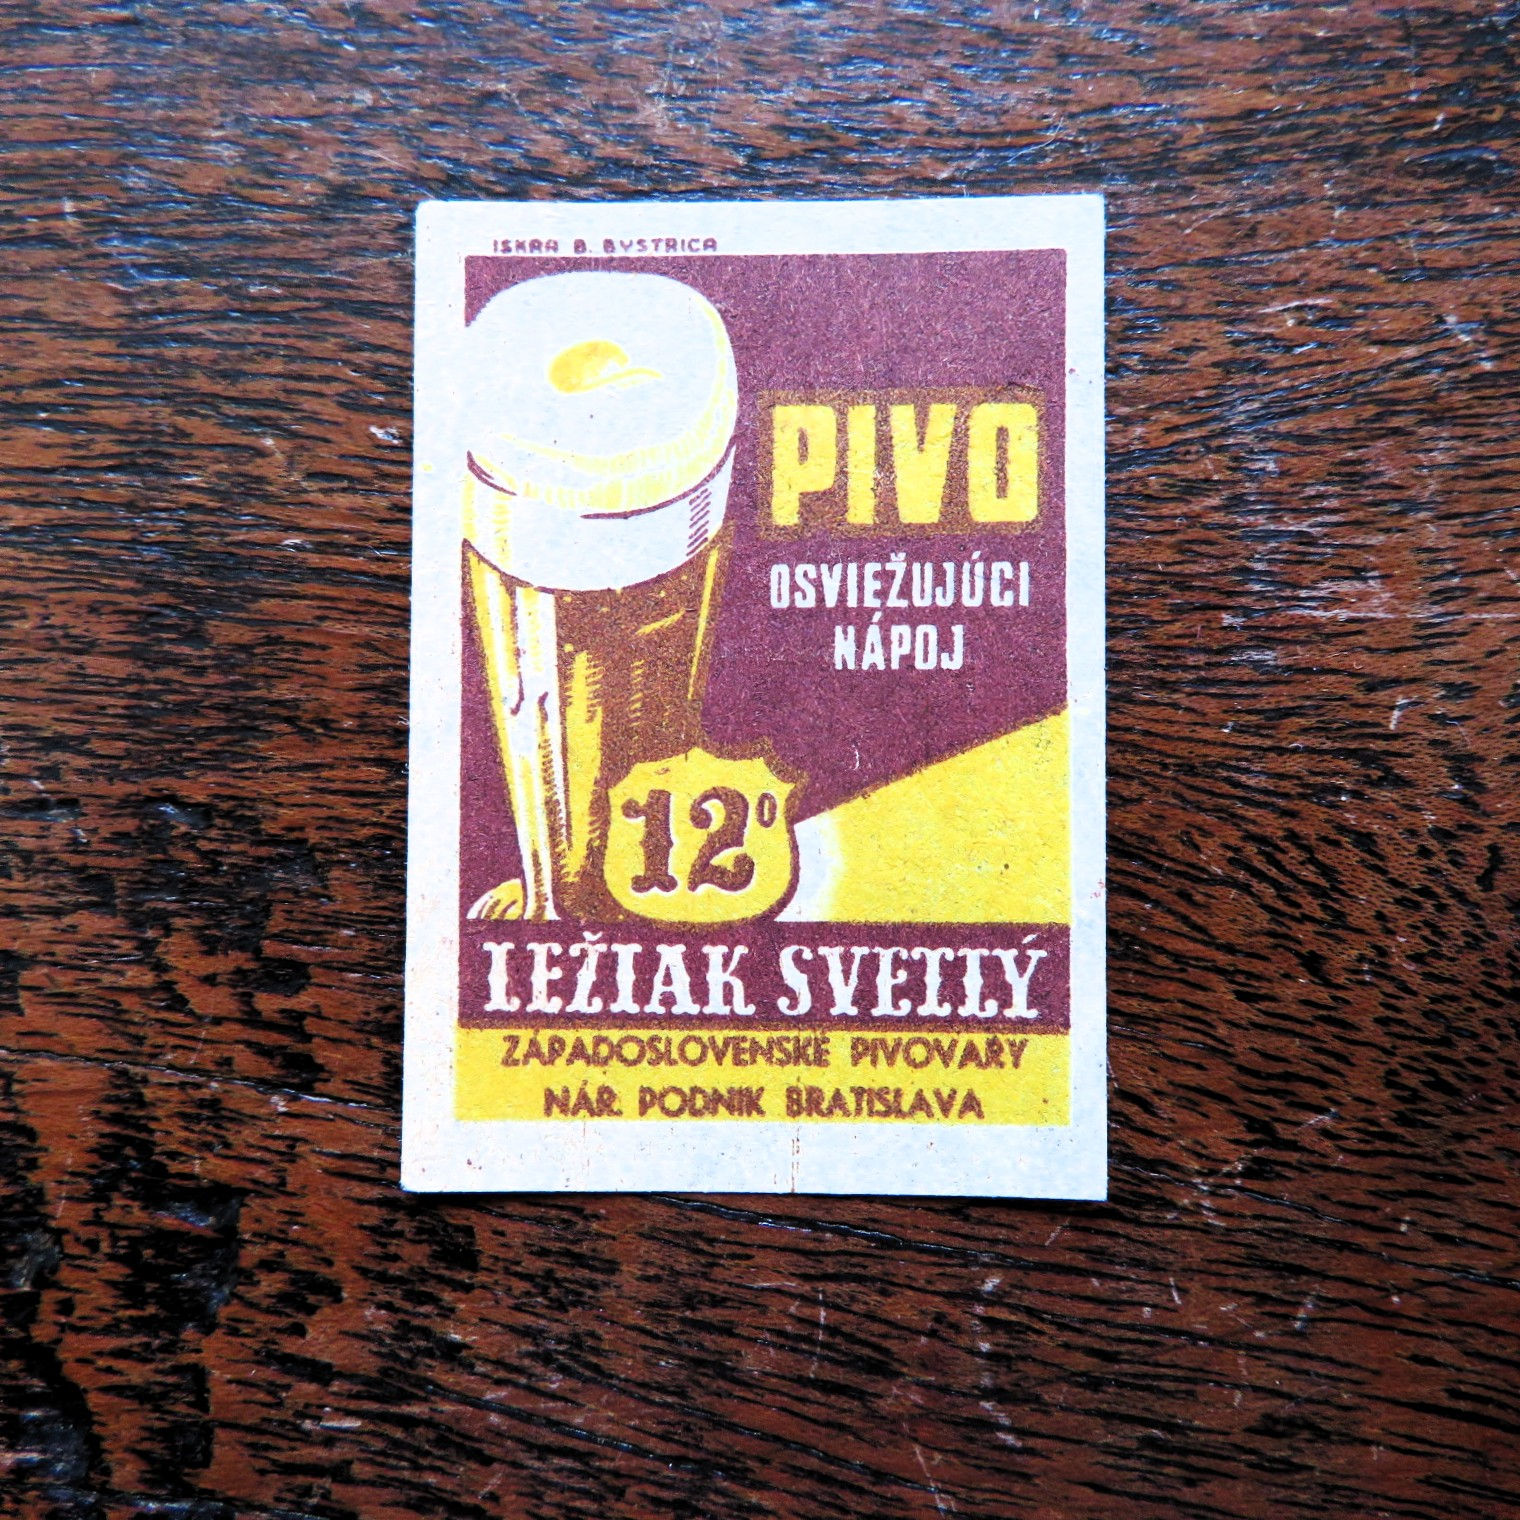 ISKRA B. BYSTRICA
PIVO
OSVIEŽUJÚCI
NÁPOJ
12°
LEŽIAK SVETLÝ
ZÁPADOSLOVENSKÉ PIVOVARY
NÁR. PODNIK BRATISLAVA